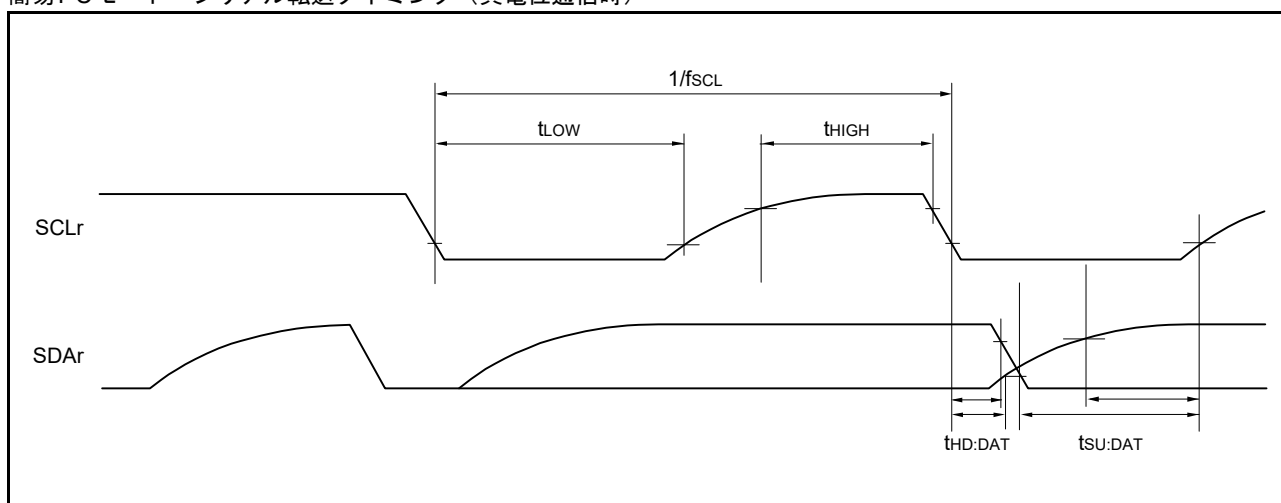 1/fSCL
tLOW
tHIGH
SCLr
SDAr
tHD:DAT
tSU:DAT